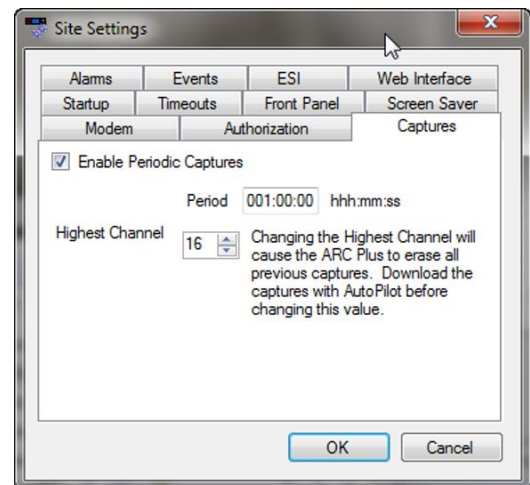 Site Settings
Alarms Events ESI Web Interface
Startup Timeouts Front Panel Screen Saver
Modem Authorization Captures
Enable Periodic Captures
Period 001:00:00 hhh:mm:ss
Highest Channel 16
Changing the Highest Channel will
cause the ARC Plus to erase all
previous captures. Download the
captures with AutoPilot before
changing this value.
OK Cancel